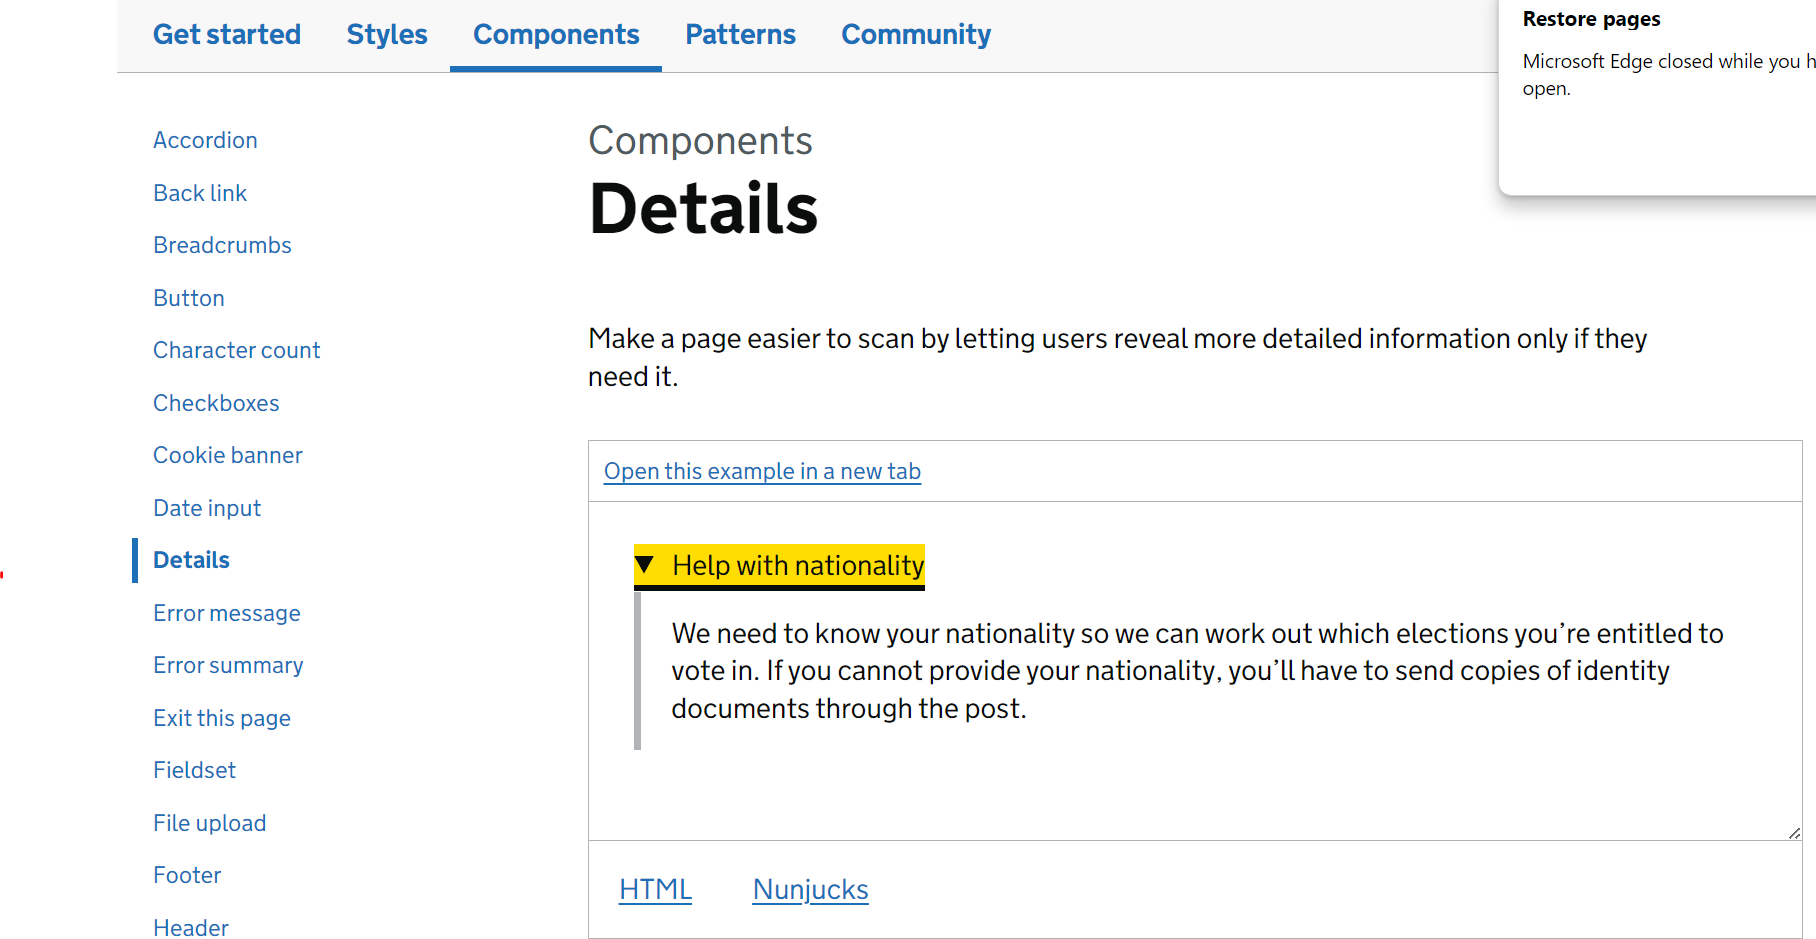 Get started Styles Components Patterns Community
Restore pages
Microsoft Edge closed while you h
open.
Accordion
Back link
Breadcrumbs
Button
Character count
Checkboxes
Cookie banner
Date input
Details
Error message
Error summary
Exit this page
Fieldset
File upload
Footer
Header
Components
Details
Make a page easier to scan by letting users reveal more detailed information only if they
need it.
Open this example in a new tab
Help with nationality
We need to know your nationality so we can work out which elections you’re entitled to
vote in. If you cannot provide your nationality, you’ll have to send copies of identity
documents through the post.
HTML Nunjucks